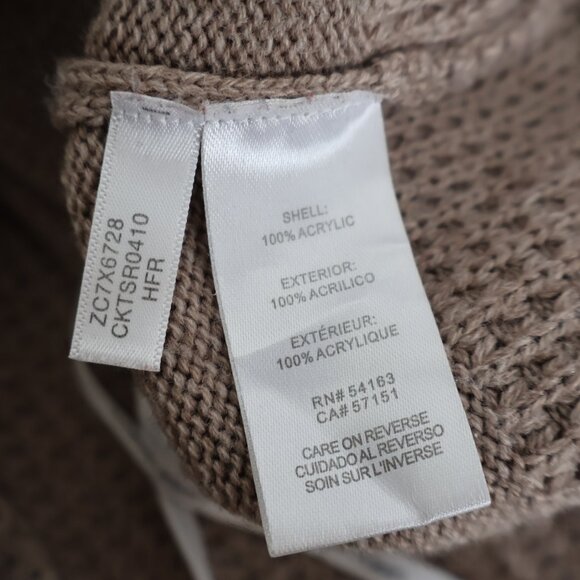 ZC7X6728
CKTSR0410
HFR
SHELL:
100% ACRYLIC
EXTERIOR:
100% ACRILICO
EXTÉRIEUR:
100% ACRYLIQUE
RN# 54163
CA# 57151
CARE ON REVERSE
CUIDADO AL REVERSO
SOIN SUR L'INVERSE